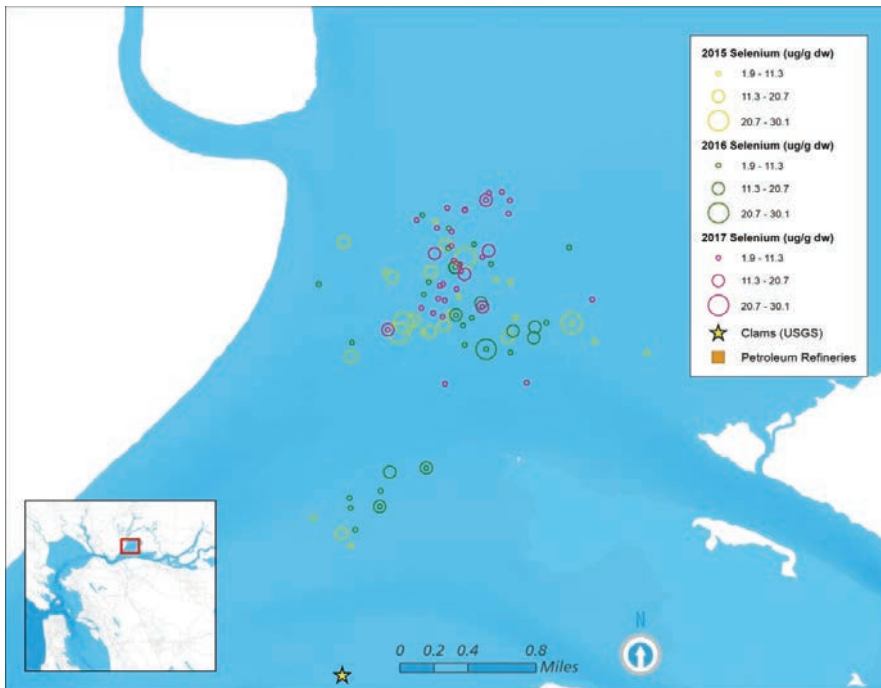 2015 Selenium (ug/g dw)
1.9 - 11.3
11.3 - 20.7
20.7 - 30.1
2016 Selenium (ug/g dw)
1.9 - 11.3
11.3 - 20.7
20.7 - 30.1
2017 Selenium (ug/g dw)
1.9 - 11.3
11.3 - 20.7
20.7 - 30.1
Clams (USGS)
Petroleum Refineries
N
0 0.2 0.4 0.8
Miles